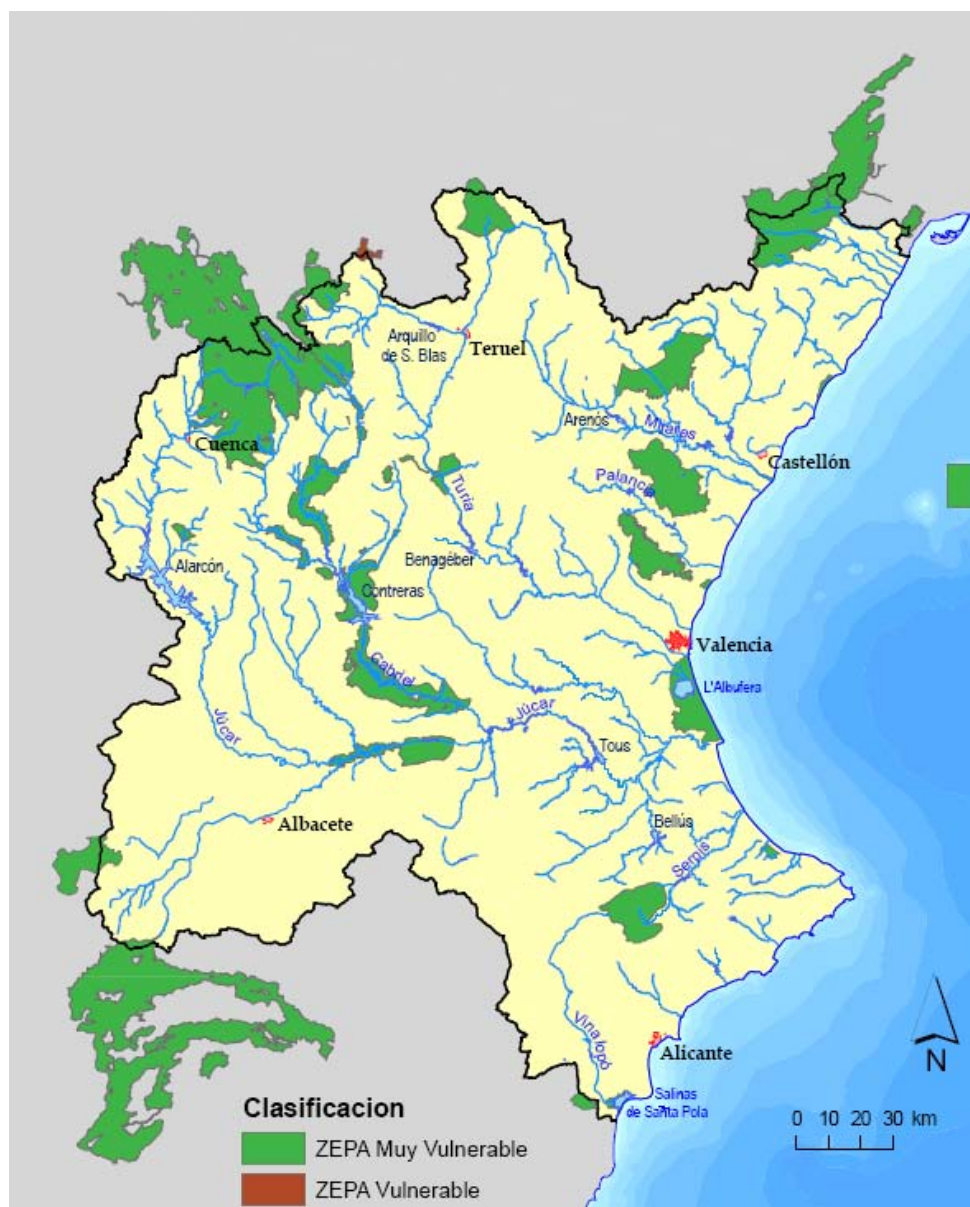 Arquillo
de S. Blas
Teruel
Cuenca
Arenós
Mijares
Castellón
Palancia
Turia
Alarcón
Benagéber
Contreras
Valencia
L'Albufera
Cabriel
Júcar
Júcar
Tous
Albacete
Bellús
Serpis
Vinalopó
Alicante
Salinas
de Santa Pola
N
Clasificacion
0 10 20 30 km
ZEPA Muy Vulnerable
ZEPA Vulnerable